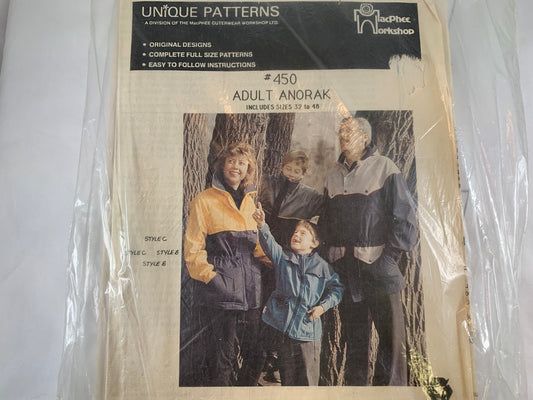 UNIQUE PATTERNS
A DIVISION OF THE MacPHEE OUTERWEAR WORKSHOP LTD.
MacPhee
Workshop
• ORIGINAL DESIGNS
• COMPLETE FULL SIZE PATTERNS
• EASY TO FOLLOW INSTRUCTIONS
#450
ADULT ANORAK
INCLUDES SIZES 32 to 48
STYLE C
STYLE C STYLE B
STYLE B